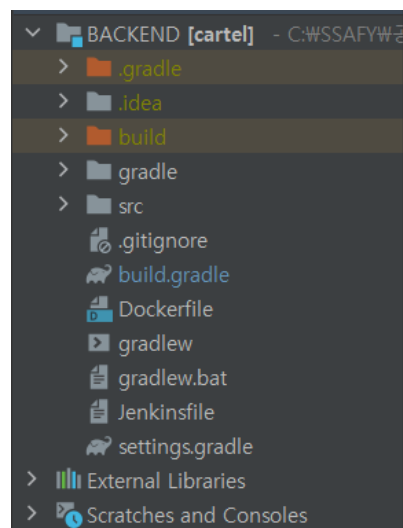 BACKEND [cartel] - C:₩SSAFY₩공
.gradle
.idea
build
gradle
src
.gitignore
build.gradle
Dockerfile
gradlew
gradlew.bat
Jenkinsfile
settings.gradle
External Libraries
Scratches and Consoles